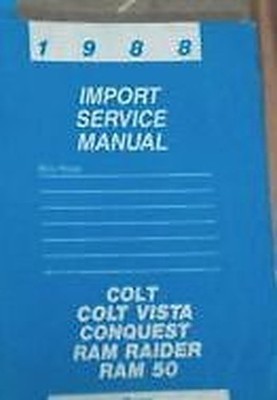 1 9 8 8
IMPORT
SERVICE
MANUAL
COLT
COLT VISTA
CONQUEST
RAM RAIDER
RAM 50